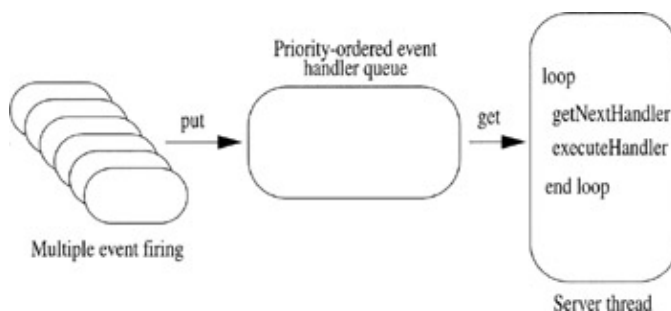 Priority-ordered event
handler queue
put
get
loop
getNextHandler
executeHandler
end loop
Multiple event firing
Server thread